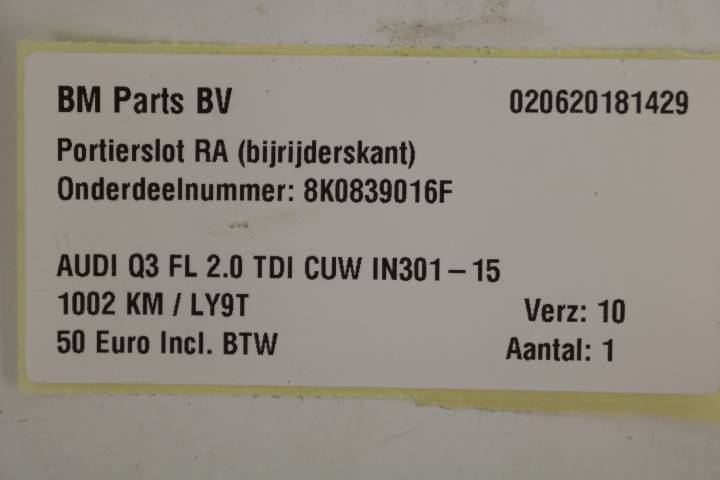 BM Parts BV 020620181429
Portierslot RA (bijrijderskant)
Onderdeelnummer: 8K0839016F
AUDI Q3 FL 2.0 TDI CUW IN301-15
1002 KM / LY9T Verz: 10
50 Euro Incl. BTW Aantal: 1